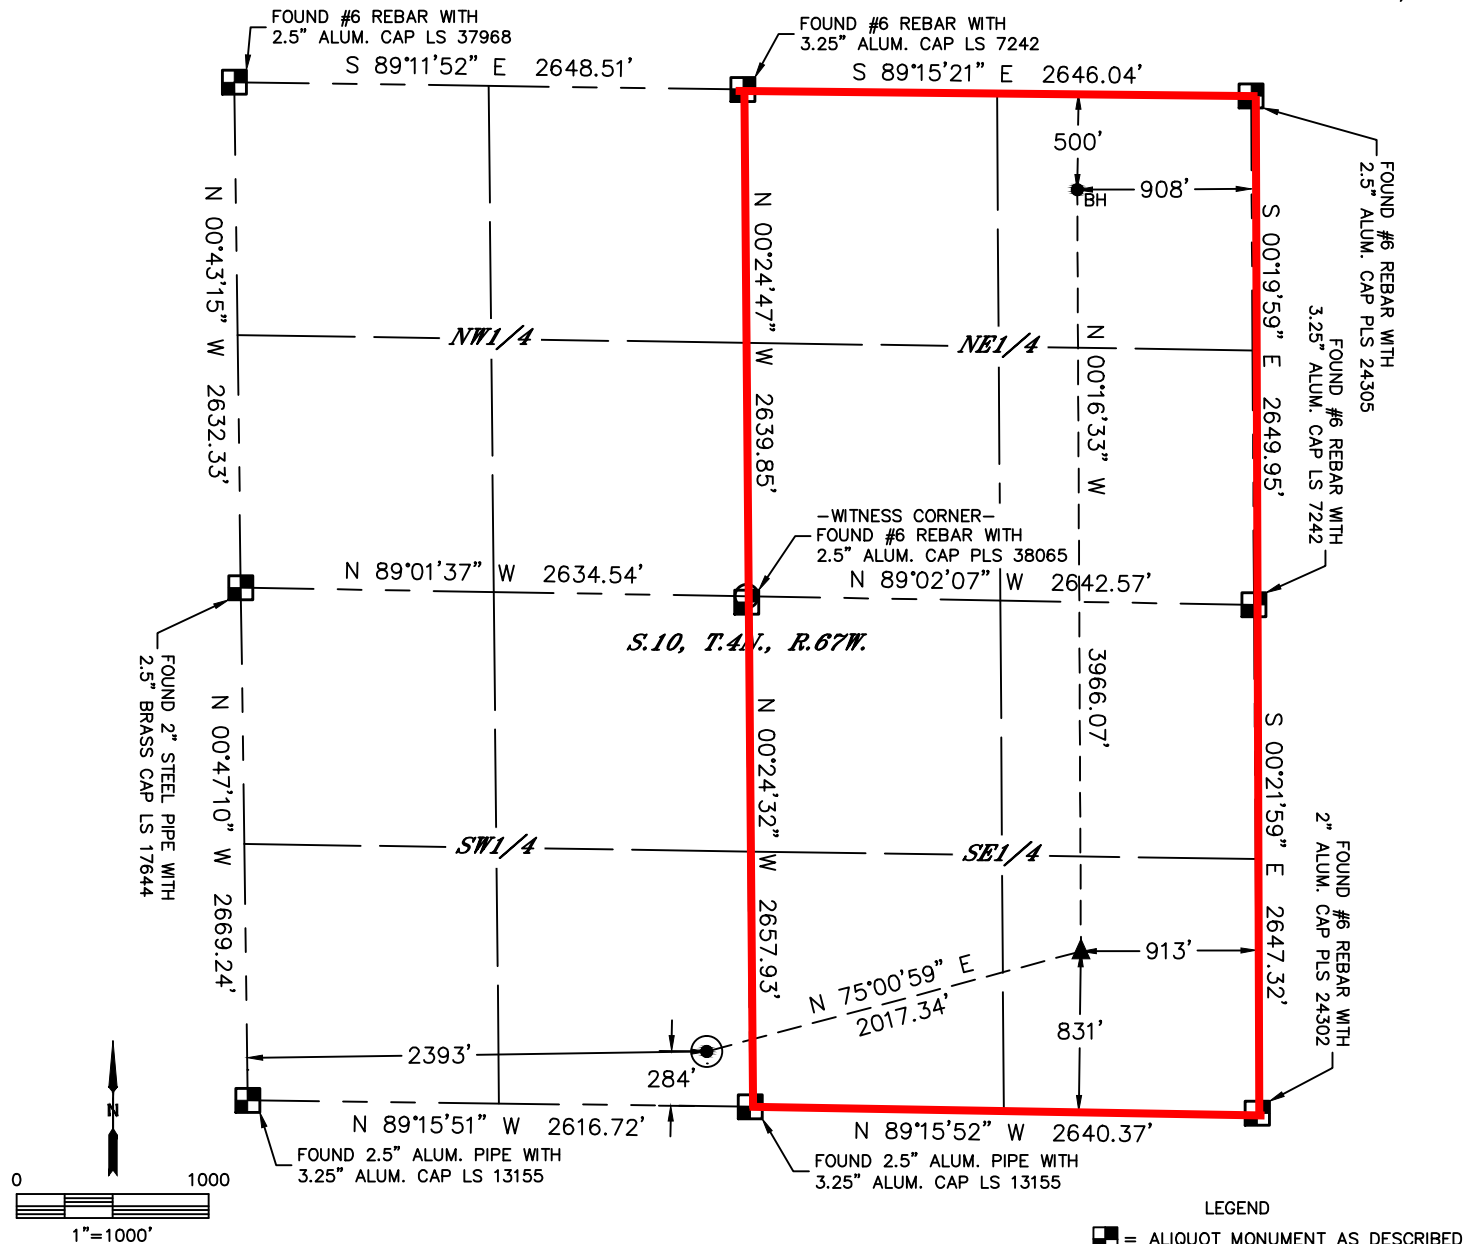 FOUND #6 REBAR WITH
2.5" ALUM. CAP LS 37968
S 89°11'52" E 2648.51'
FOUND #6 REBAR WITH
3.25" ALUM. CAP LS 7242
S 89°15'21" E 2646.04'
500'
908'
BH
FOUND #6 REBAR WITH
2.5" ALUM. CAP PLS 24305
N 00°43'15" W 2632.33'
N 00°24'47" W 2639.85'
N 00°16'33" W 3966.07'
S 00°19'59" E 2649.95'
FOUND #6 REBAR WITH
3.25" ALUM. CAP LS 7242
NW1/4
NE1/4
-WITNESS CORNER-
FOUND #6 REBAR WITH
2.5" ALUM. CAP PLS 38065
N 89°01'37" W 2634.54'
N 89°02'07" W 2642.57'
S.10, T.4N., R.67W.
FOUND 2" STEEL PIPE WITH
2.5" BRASS CAP LS 17644
N 00°47'10" W 2669.24'
N 00°24'32" W 2657.93'
S 00°21'59" E 2647.32'
SW1/4
SE1/4
FOUND #6 REBAR WITH
2" ALUM. CAP PLS 24302
N 75°00'59" E
2017.34'
913'
831'
2393'
284'
N 89°15'51" W 2616.72'
N 89°15'52" W 2640.37'
FOUND 2.5" ALUM. PIPE WITH
3.25" ALUM. CAP LS 13155
FOUND 2.5" ALUM. PIPE WITH
3.25" ALUM. CAP LS 13155
N
0 1000
1"=1000'
LEGEND
= ALIQUOT MONUMENT AS DESCRIBED